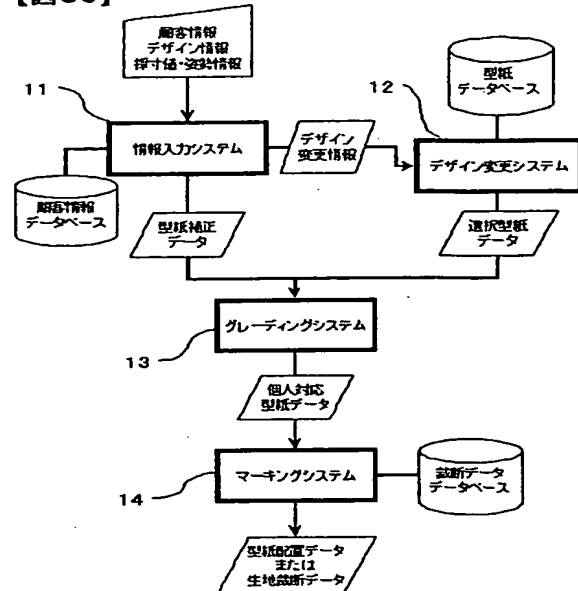 顧客情報
デザイン情報
採寸値・姿勢情報
型紙
データベース
11
12
情報入力システム
デザイン
変更情報
デザイン変更システム
顧客情報
データベース
型紙補正
データ
選択型紙
データ
グレーディングシステム
13
個人対応
型紙データ
マーキングシステム
14
裁断データ
データベース
型紙配置データ
または
生地裁断データ